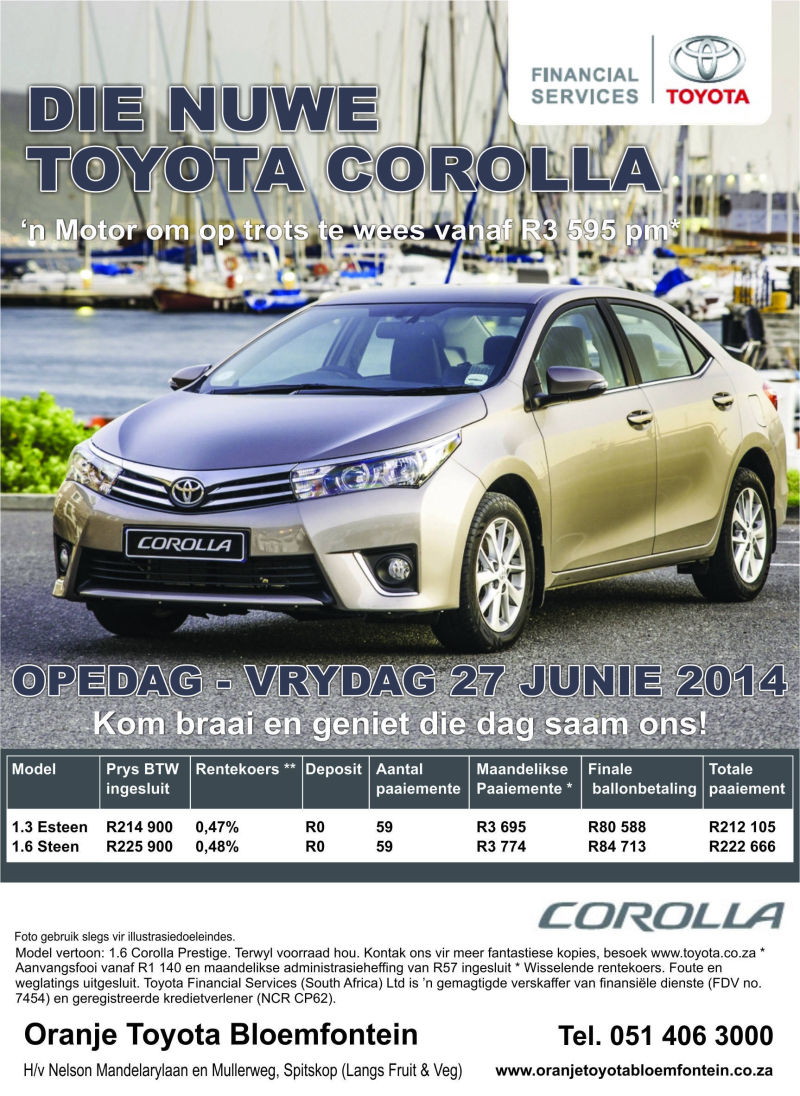 FINANCIAL
SERVICES
TOYOTA
DIE NUWE
TOYOTA COROLLA
‘n Motor om op trots te wees vanaf R3 595 pm*
COROLLA
OPEDAG - VRYDAG 27 JUNIE 2014
Kom braai en geniet die dag saam ons!
Model Prys BTW ingesluit Rentekoers ** Deposit Aantal paaiemente Maandelikse Paaiemente * Finale ballonbetaling Totale paaiement
1.3 Esteen R214 900 0,47% R0 59 R3 695 R80 588 R212 105
1.6 Steen R225 900 0,48% R0 59 R3 774 R84 713 R222 666
COROLLA
Foto gebruik slegs vir illustrasiedoeleindes.
Model vertoon: 1.6 Corolla Prestige. Terwyl voorraad hou. Kontak ons vir meer fantastiese kopies, besoek www.toyota.co.za *
Aanvangsfooi vanaf R1 140 en maandelikse administrasieheffing van R57 ingesluit * Wisselende rentekoers. Foute en
weglatings uitgesluit. Toyota Financial Services (South Africa) Ltd is ’n gemagtigde verskaffer van finansiële dienste (FDV no.
7454) en geregistreerde kredietverlener (NCR CP62).
Oranje Toyota Bloemfontein
Tel. 051 406 3000
H/v Nelson Mandelarylaan en Mullerweg, Spitskop (Langs Fruit & Veg)
www.oranjetoyotabloemfontein.co.za